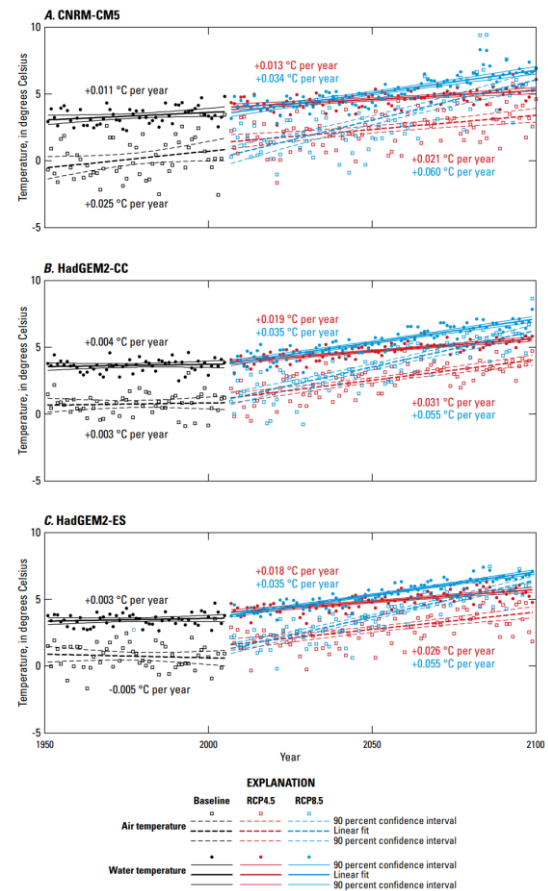 A. CNRM-CM5
10
+0.013 °C per year
+0.034 °C per year
+0.011 °C per year
5
0
+0.021 °C per year
+0.060 °C per year
+0.025 °C per year
-5
Temperature, in degrees Celsius
B. HadGEM2-CC
10
+0.019 °C per year
+0.035 °C per year
+0.004 °C per year
5
0
+0.031 °C per year
+0.055 °C per year
+0.003 °C per year
-5
Temperature, in degrees Celsius
C. HadGEM2-ES
10
+0.018 °C per year
+0.035 °C per year
+0.003 °C per year
5
0
+0.026 °C per year
+0.055 °C per year
-0.005 °C per year
-5
Temperature, in degrees Celsius
1950 2000 2050 2100
Year
EXPLANATION
Baseline RCP4.5 RCP8.5
90 percent confidence interval
Air temperature Linear fit
90 percent confidence interval
90 percent confidence interval
Water temperature Linear fit
90 percent confidence interval